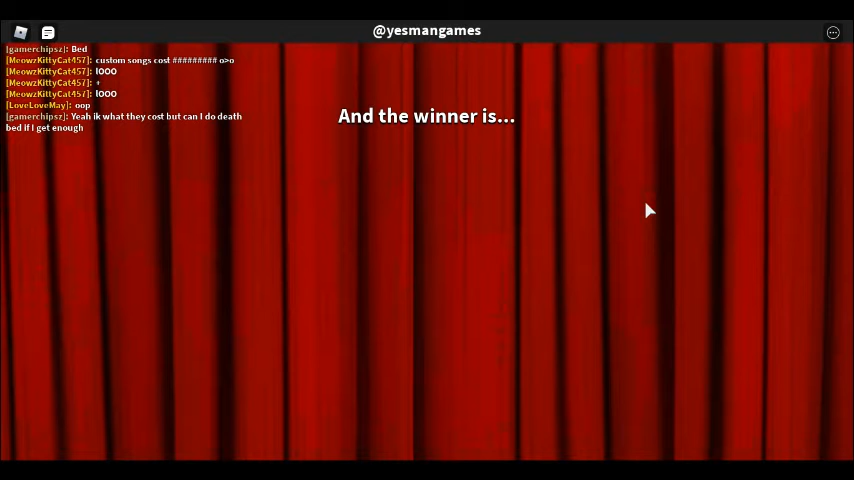 @yesmangames
[gamerchipsz]: Bed
[MeowzKittyCat457]: custom songs cost ######### o>o
[MeowzKittyCat457]: lOOO
[MeowzKittyCat457]: +
[MeowzKittyCat457]: lOOO
[LoveLoveMay]: oop
[gamerchipsz]: Yeah ik what they cost but can I do death
bed if I get enough
And the winner is...